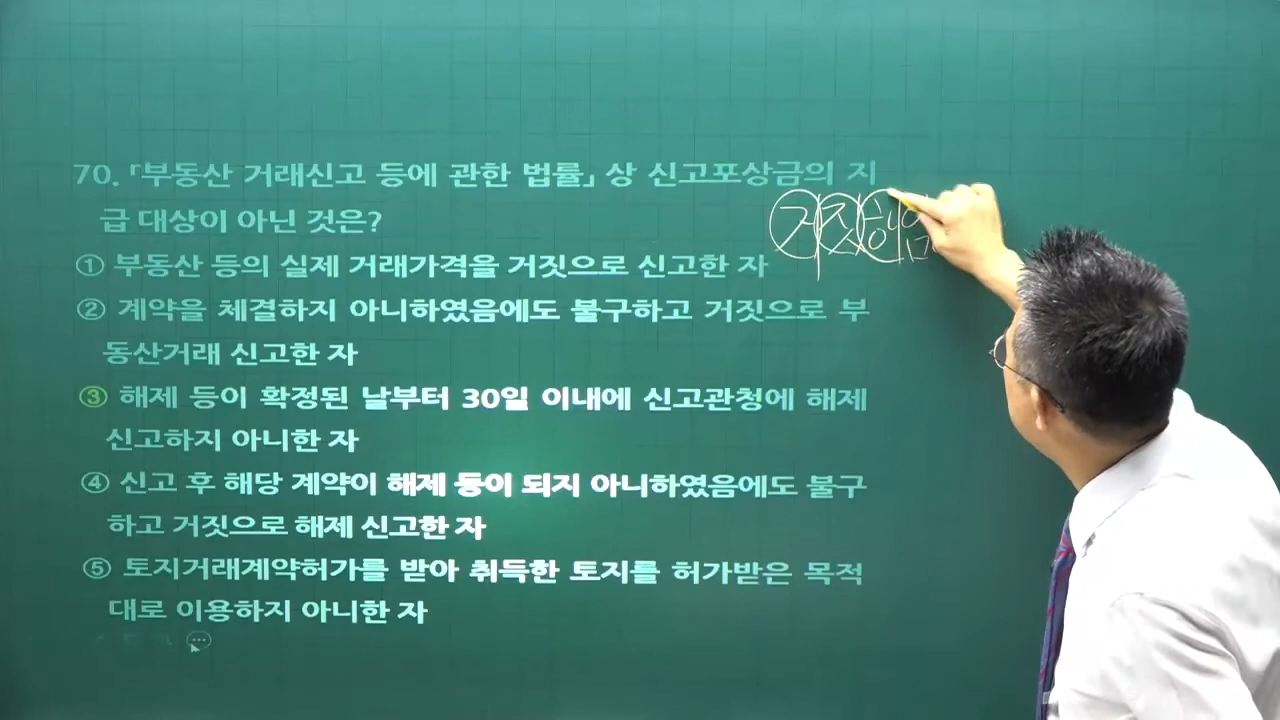 70.「부동산 거래신고 등에 관한 법률」상 신고포상금의 지
급 대상이 아닌 것은?
① 부동산 등의 실제 거래가격을 거짓으로 신고한 자
② 계약을 체결하지 아니하였음에도 불구하고 거짓으로 부
동산거래 신고한 자
③ 해제 등이 확정된 날부터 30일 이내에 신고관청에 해제
신고하지 아니한 자
④ 신고 후 해당 계약이 해제 등이 되지 아니하였음에도 불구
하고 거짓으로 해제 신고한 자
⑤ 토지거래계약허가를 받아 취득한 토지를 허가받은 목적
대로 이용하지 아니한 자